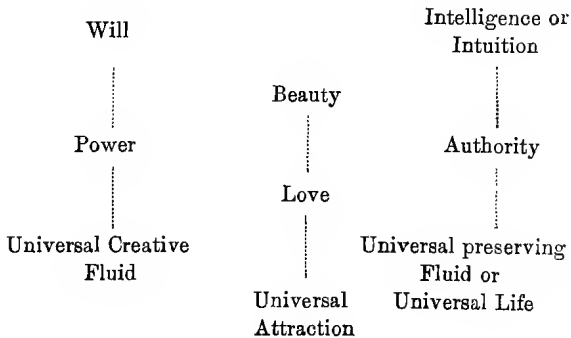 Will
Power
Universal Creative
Fluid
Beauty
Love
Universal
Attraction
Intelligence or
Intuition
Authority
Universal preserving
Fluid or
Universal Life